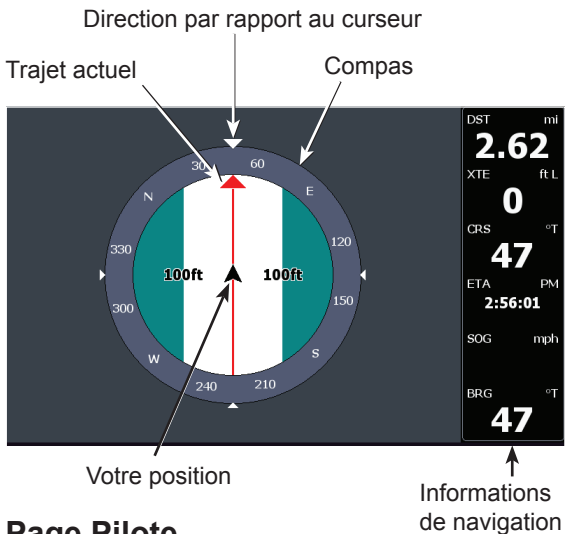 Direction par rapport au curseur
Trajet actuel
Compas
30
60
N
E
330
120
300
150
W
S
240
210
100ft
100ft
DST mi
2.62
XTE ft L
0
CRS °T
47
ETA PM
2:56:01
SOG mph
BRG °T
47
Votre position
Informations
de navigation
Page Pilote